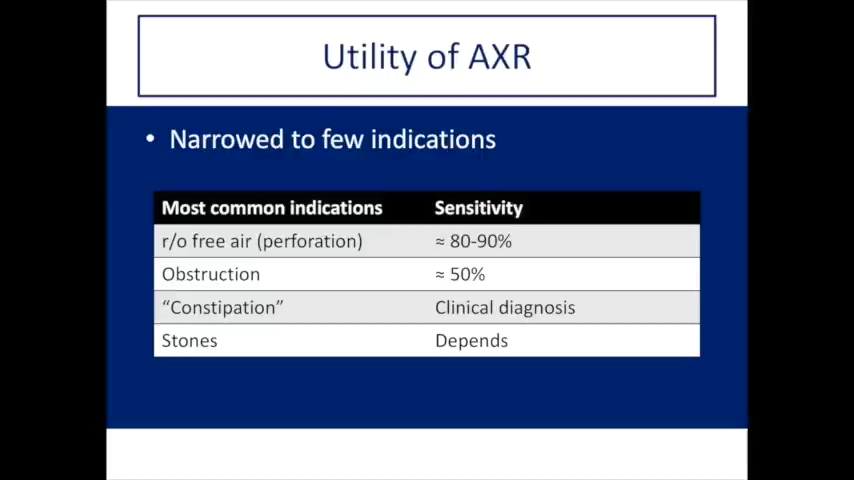 Utility of AXR
• Narrowed to few indications
Most common indications Sensitivity
r/o free air (perforation) ≈ 80-90%
Obstruction ≈ 50%
“Constipation” Clinical diagnosis
Stones Depends